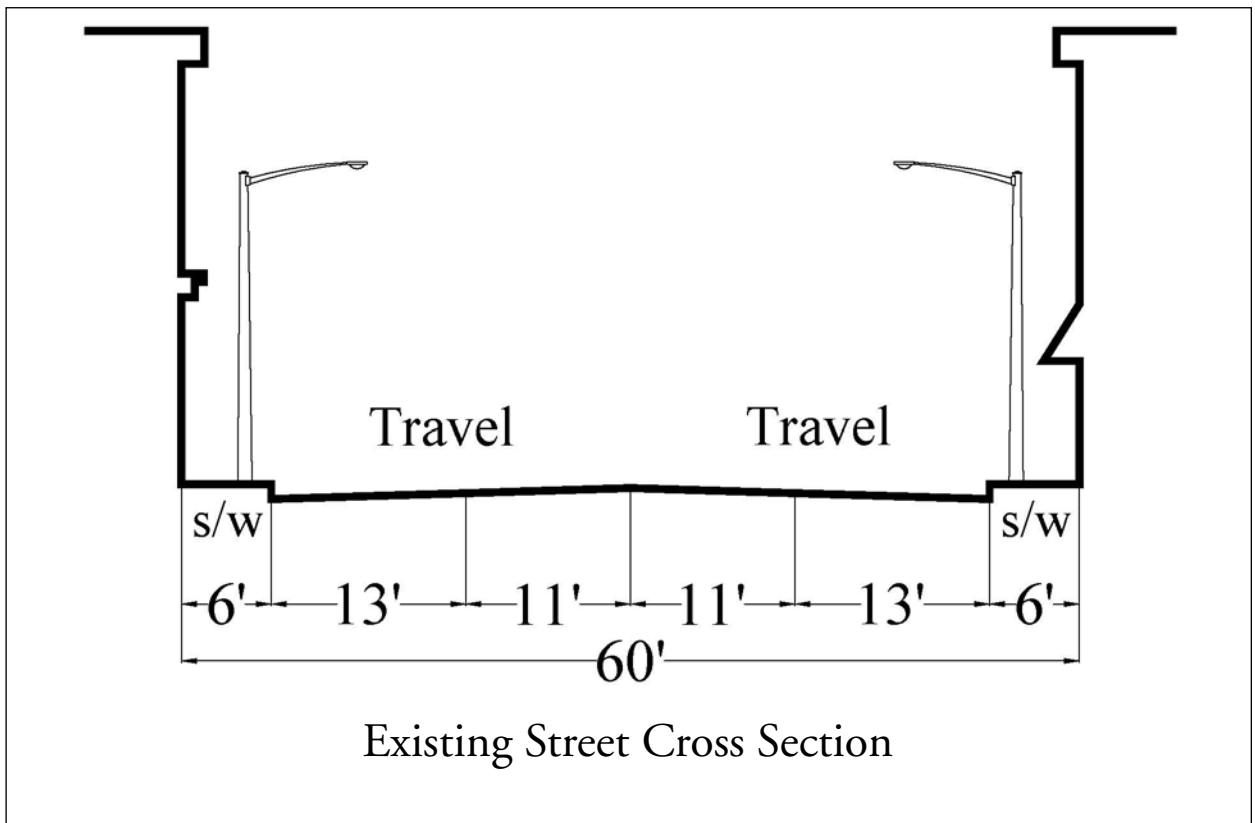 Travel Travel
s/w s/w
6' 13' 11' 11' 13' 6'
60'
Existing Street Cross Section